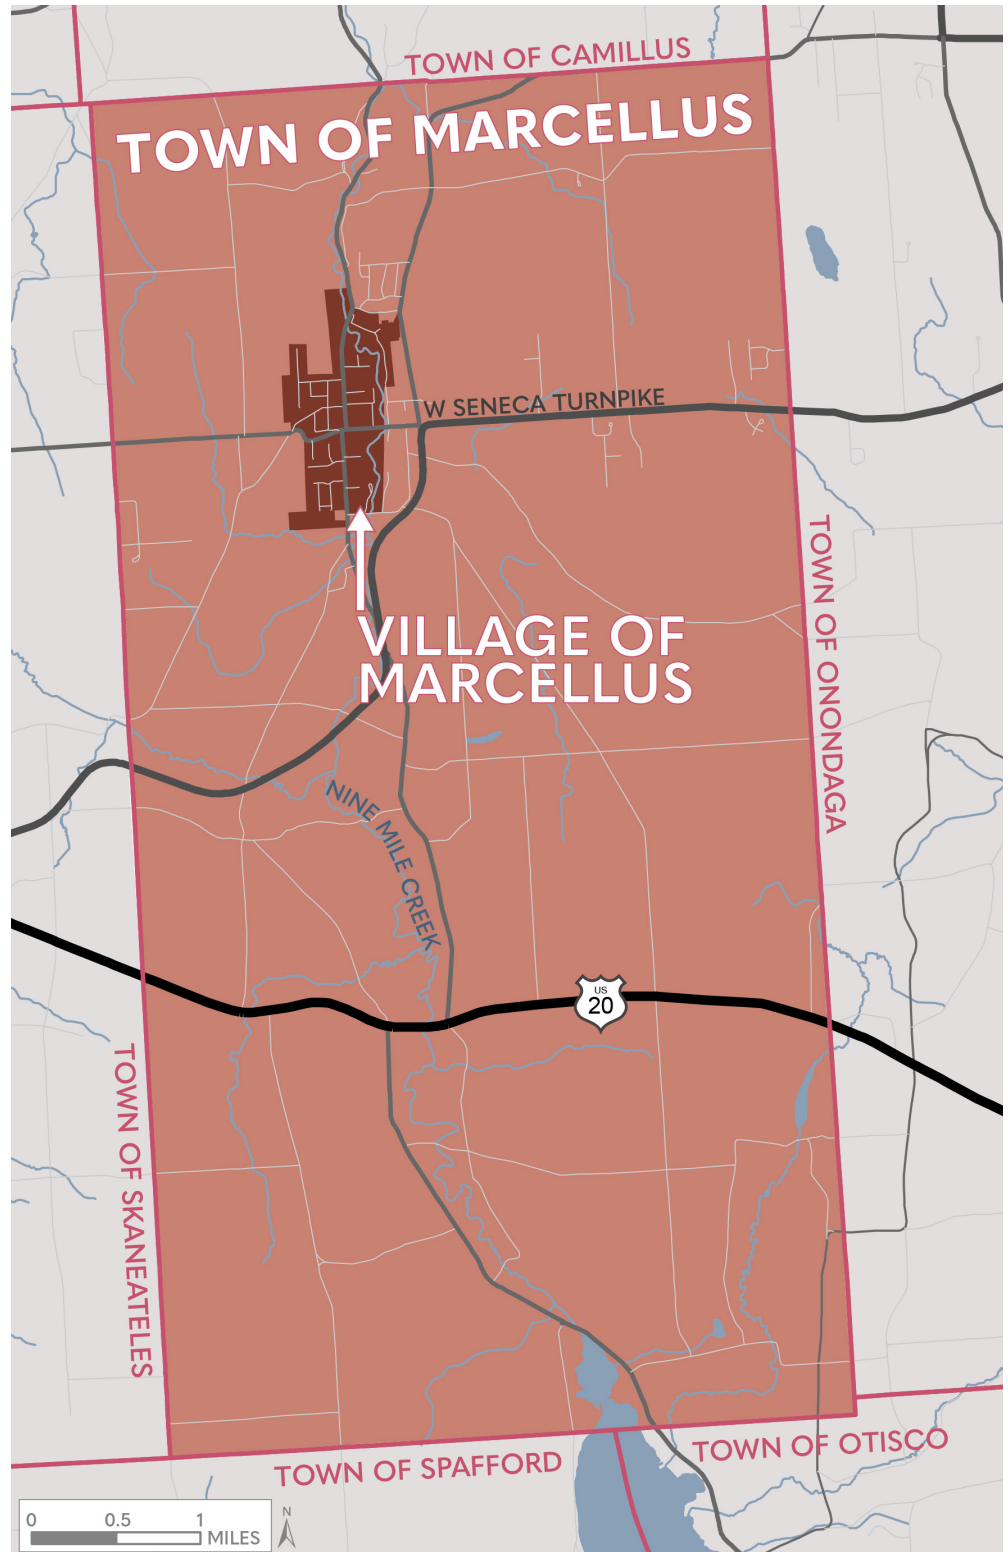 TOWN OF CAMILLUS
TOWN OF MARCELLUS
W SENECA TURNPIKE
TOWN OF ONONDAGA
VILLAGE OF
MARCELLUS
NINE MILE CREEK
US
20
TOWN OF SKANEATELES
TOWN OF SPAFFORD
TOWN OF OTISCO
0 0.5 1
MILES
N